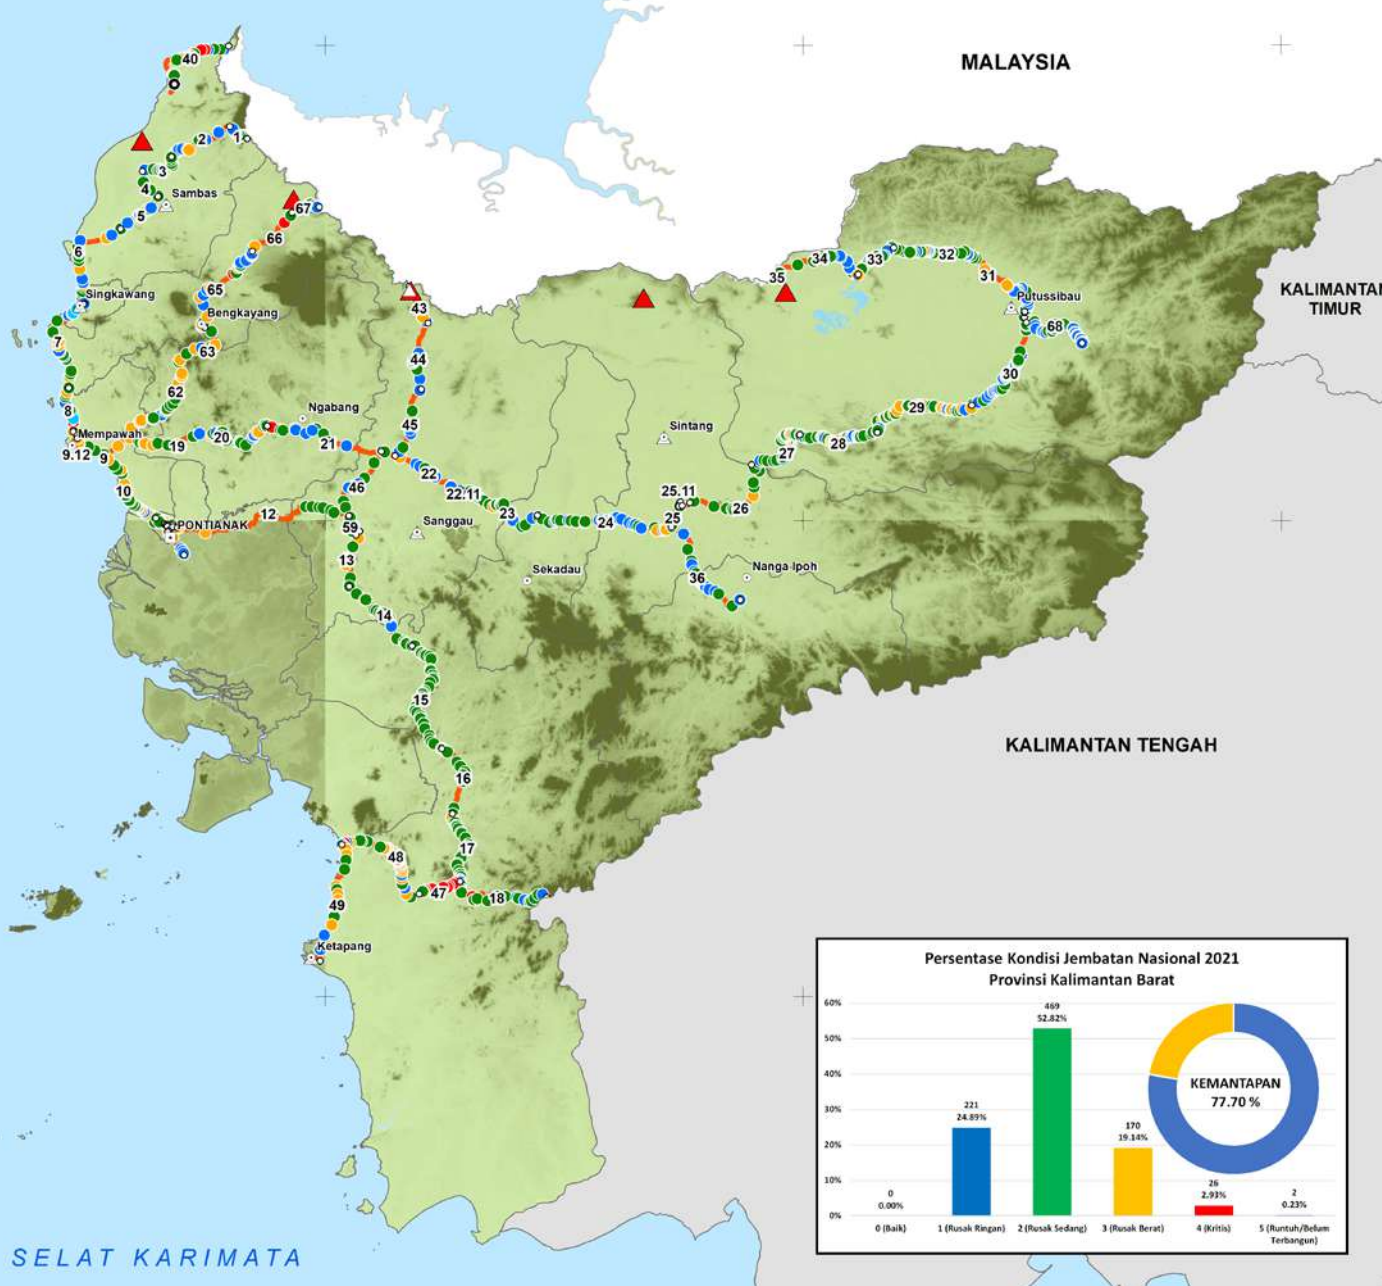 MALAYSIA
40
2
1
3
4
Sambas
5
67
66
6
65
Singkawang
Bengkayang
43
7
63
44
62
8
Ngabang
45
Mempawah
9.12
9
19
20
21
35
34
33
32
31
KALIMANTAN
TIMUR
Putussibau
68
30
29
28
27
Sintang
10
46
22
22.11
25.11
26
PONTIANAK
12
59
23
24
25
Sanggau
13
Sekadau
36
14
15
16
KALIMANTAN TENGAH
17
48
47
18
49
Ketapang
SELAT KARIMATA
Persentase Kondisi Jembatan Nasional 2021
Provinsi Kalimantan Barat
60%
50%
40%
30%
20%
10%
0%
0
0.00%
221
24.89%
469
52.82%
170
19.14%
26
2.93%
2
0.23%
KEMANTAPAN
77.70 %
0 (Baik)
1 (Rusak Ringan)
2 (Rusak Sedang)
3 (Rusak Berat)
4 (Kritis)
5 (Runtuh/Belum
Terbangun)